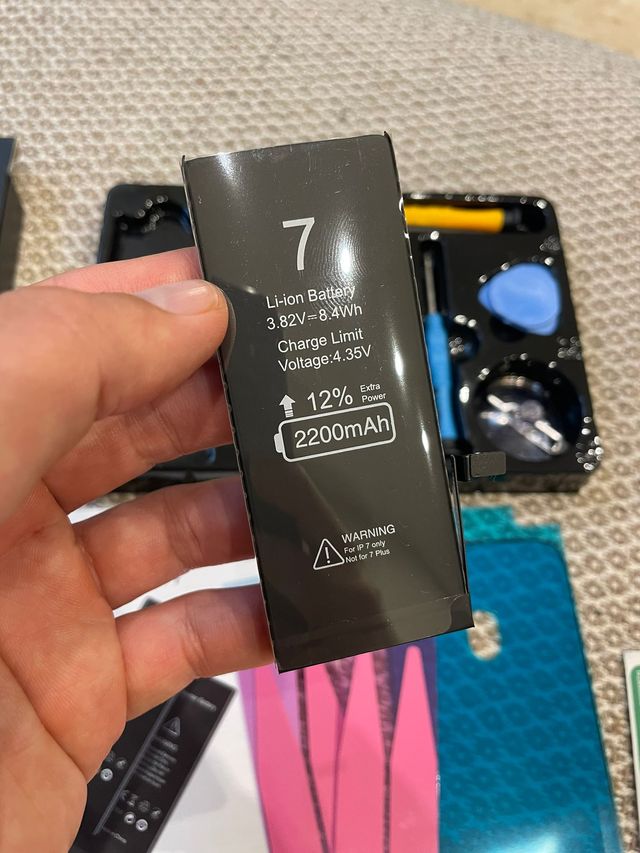 7
Li-ion Battery
3.82V⎓8.4Wh
Charge Limit
Voltage:4.35V
12% Extra Power
2200mAh
WARNING
For IP 7 only
Not for 7 Plus